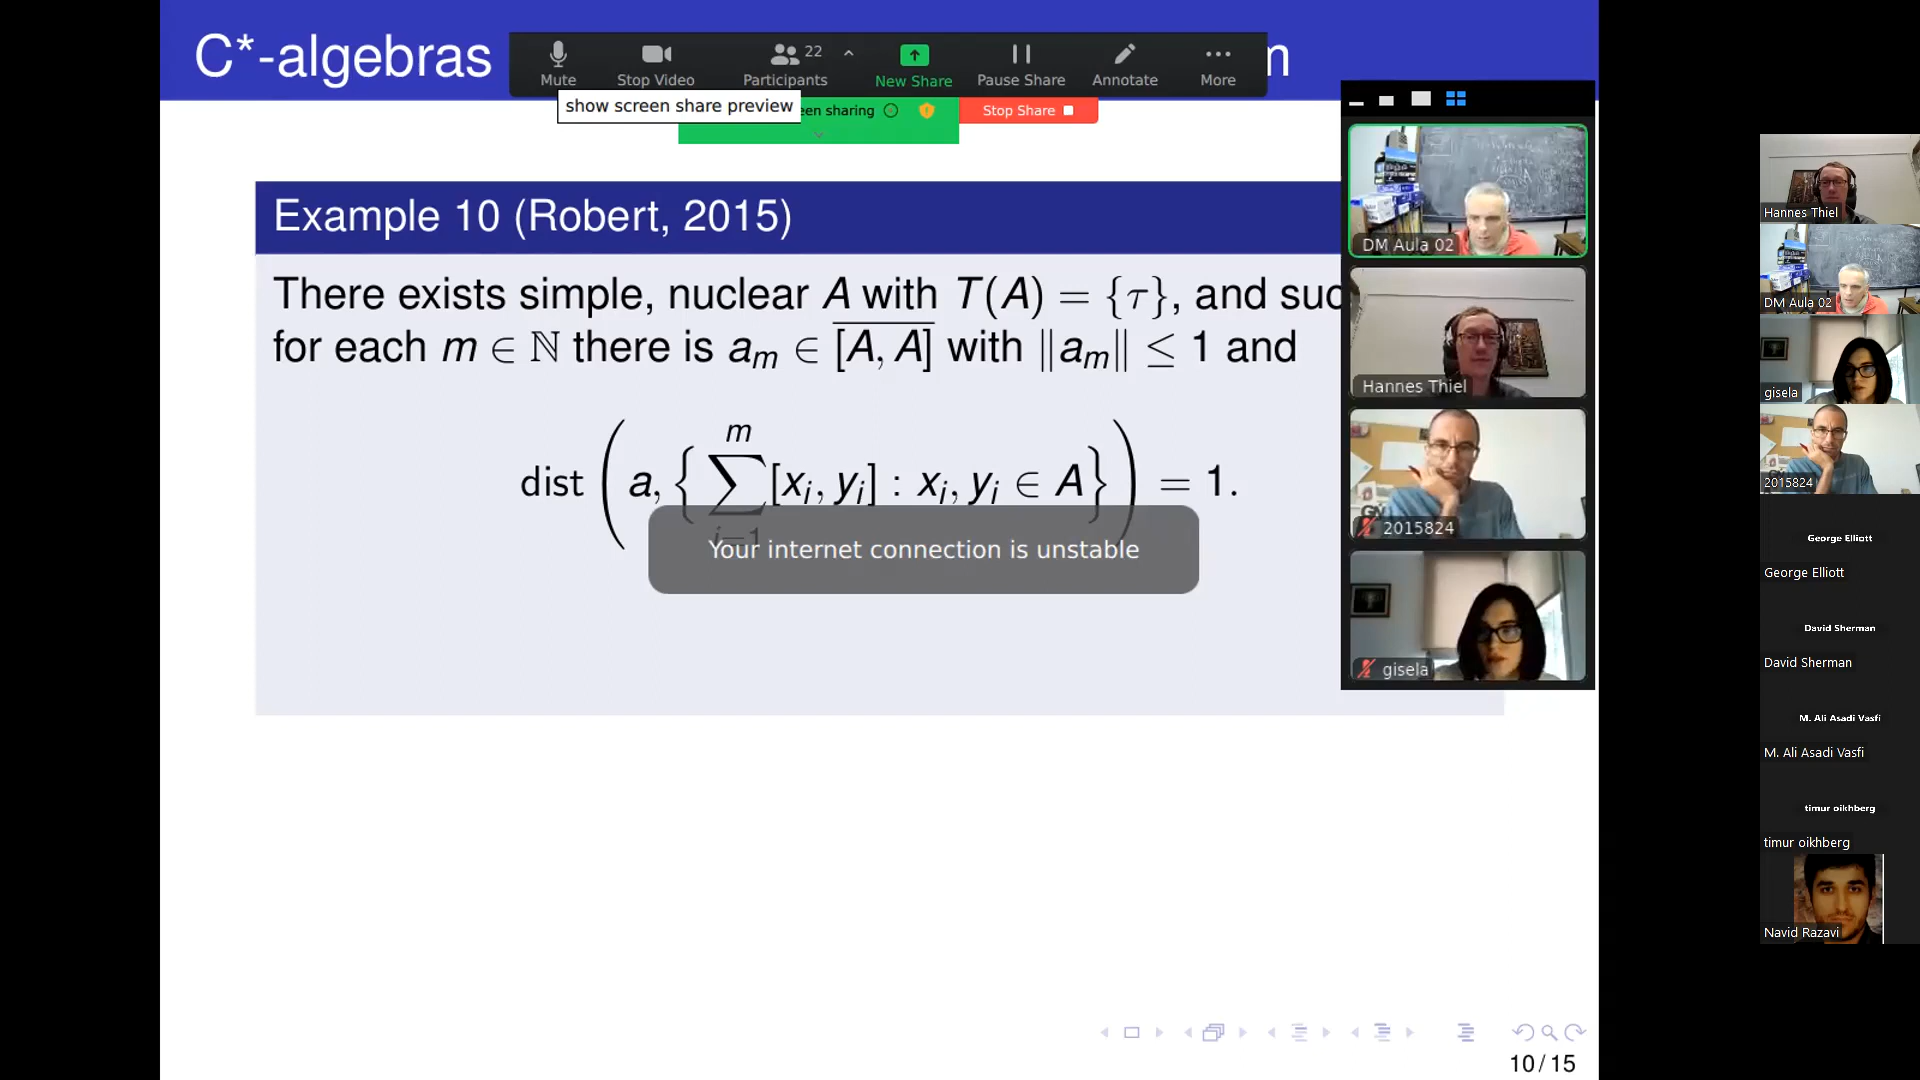 C*-algebras
Mute
Stop Video
Participants 22
New Share
Pause Share
Annotate
More
show screen share preview
sharing
Stop Share
Example 10 (Robert, 2015)
There exists simple, nuclear A with T(A) = {τ}, and
for each m ∈ ℕ there is a_m ∈ \overline{[A, A]} with ‖a_m‖ ≤ 1 and
dist ( a, { ∑_{i=1}^{m} [x_i, y_i] : x_i, y_i ∈ A } ) = 1.
Your internet connection is unstable
10/15
DM Aula 02
Hannes Thiel
2015824
gisela
Hannes Thiel
DM Aula 02
gisela
2015824
George Elliott
George Elliott
David Sherman
David Sherman
M. Ali Asadi Vasfi
M. Ali Asadi Vasfi
timur oikhberg
timur oikhberg
Navid Razavi